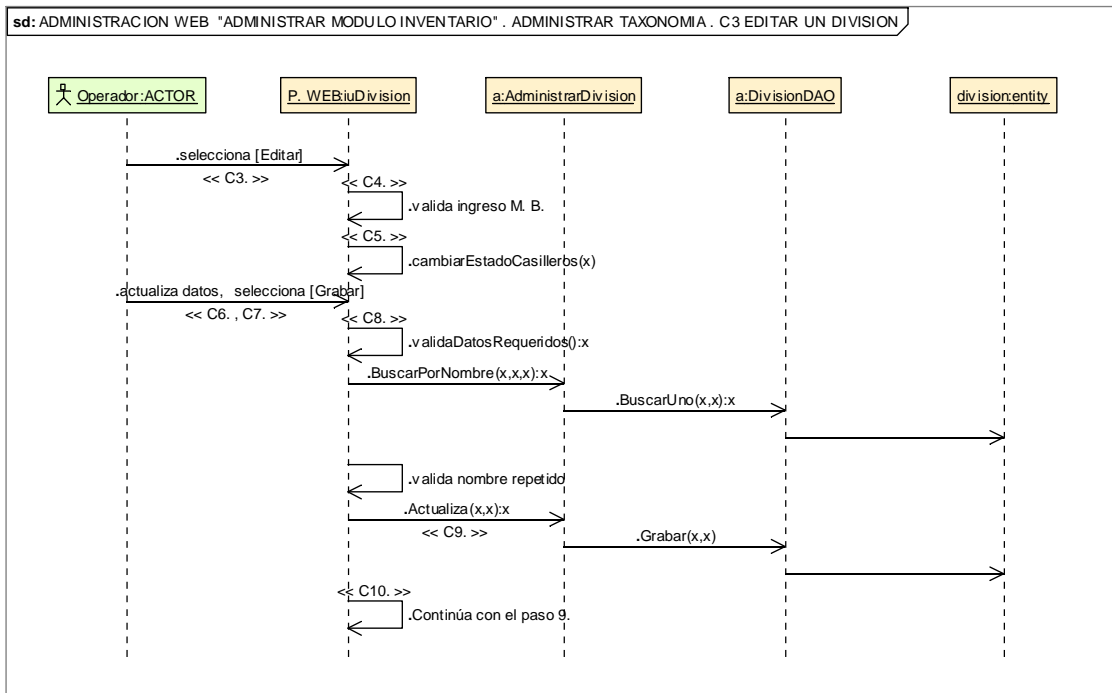 sd: ADMINISTRACION WEB "ADMINISTRAR MODULO INVENTARIO" . ADMINISTRAR TAXONOMIA . C3 EDITAR UN DIVISION
Operador:ACTOR
P. WEB:iuDivision
a:AdministrarDivision
a:DivisionDAO
division:entity
.selecciona [Editar]
<< C3. >>
<< C4. >>
.valida ingreso M. B.
<< C5. >>
.cambiarEstadoCasilleros(x)
.actualiza datos, selecciona [Grabar]
<< C6. , C7. >>
<< C8. >>
.validaDatosRequeridos():x
.BuscarPorNombre(x,x,x):x
.BuscarUno(x,x):x
.valida nombre repetido
.Actualiza(x,x):x
<< C9. >>
.Grabar(x,x)
<< C10. >>
.Continúa con el paso 9.